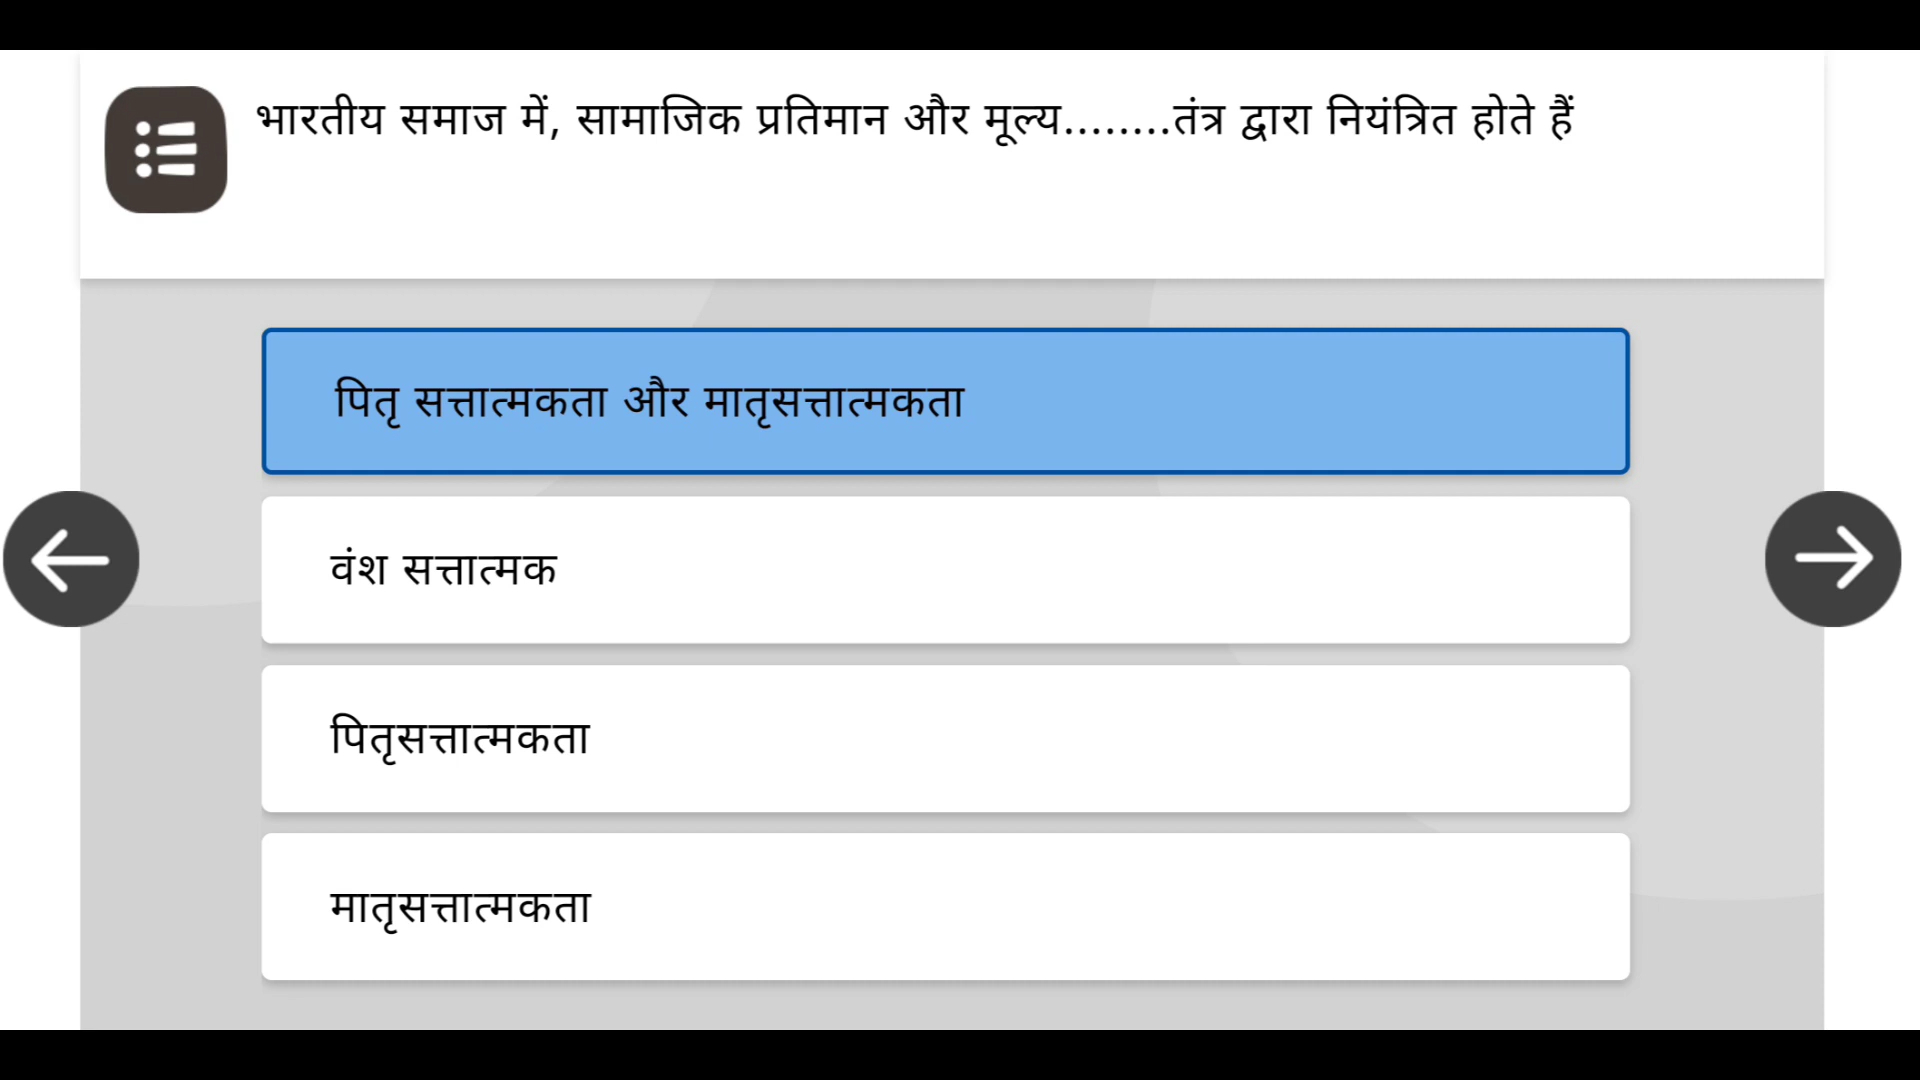 भारतीय समाज में, सामाजिक प्रतिमान और मूल्य........तंत्र द्वारा नियंत्रित होते हैं
पितृ सत्तात्मकता और मातृसत्तात्मकता
वंश सत्तात्मक
पितृसत्तात्मकता
मातृसत्तात्मकता